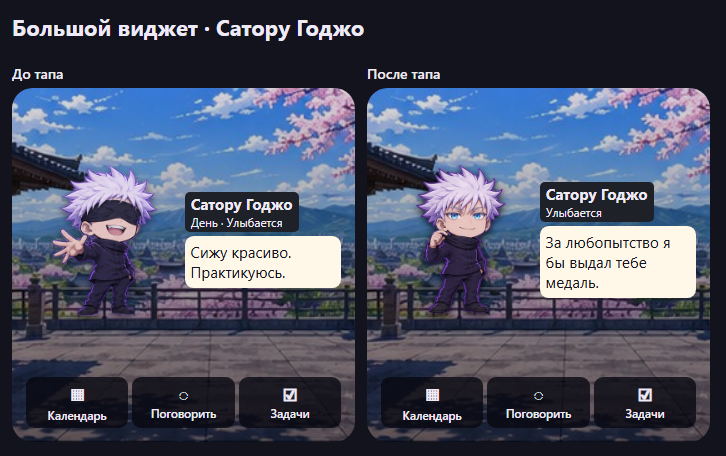 Большой виджет · Сатору Годжо
До тапа
Сатору Годжо
День · Улыбается
Сижу красиво.
Практикуюсь.
Календарь
Поговорить
Задачи
После тапа
Сатору Годжо
Улыбается
За любопытство я
бы выдал тебе
медаль.
Календарь
Поговорить
Задачи